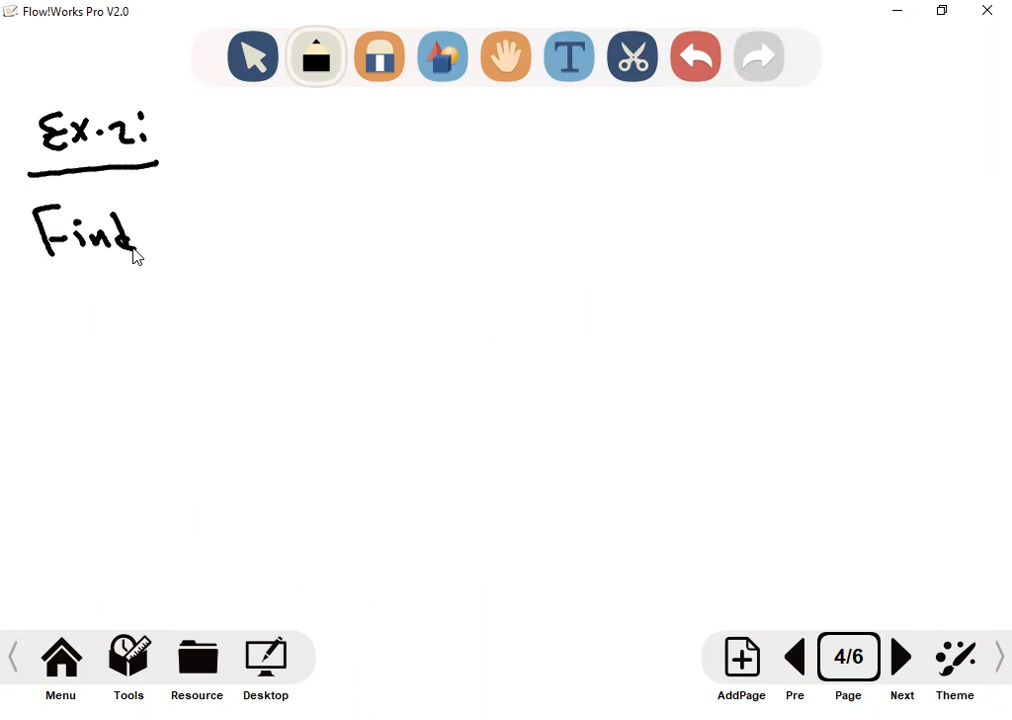 Flow!Works Pro V2.0
T
Ex.2:
Find
Menu Tools Resource Desktop AddPage Pre 4/6 Page Next Theme